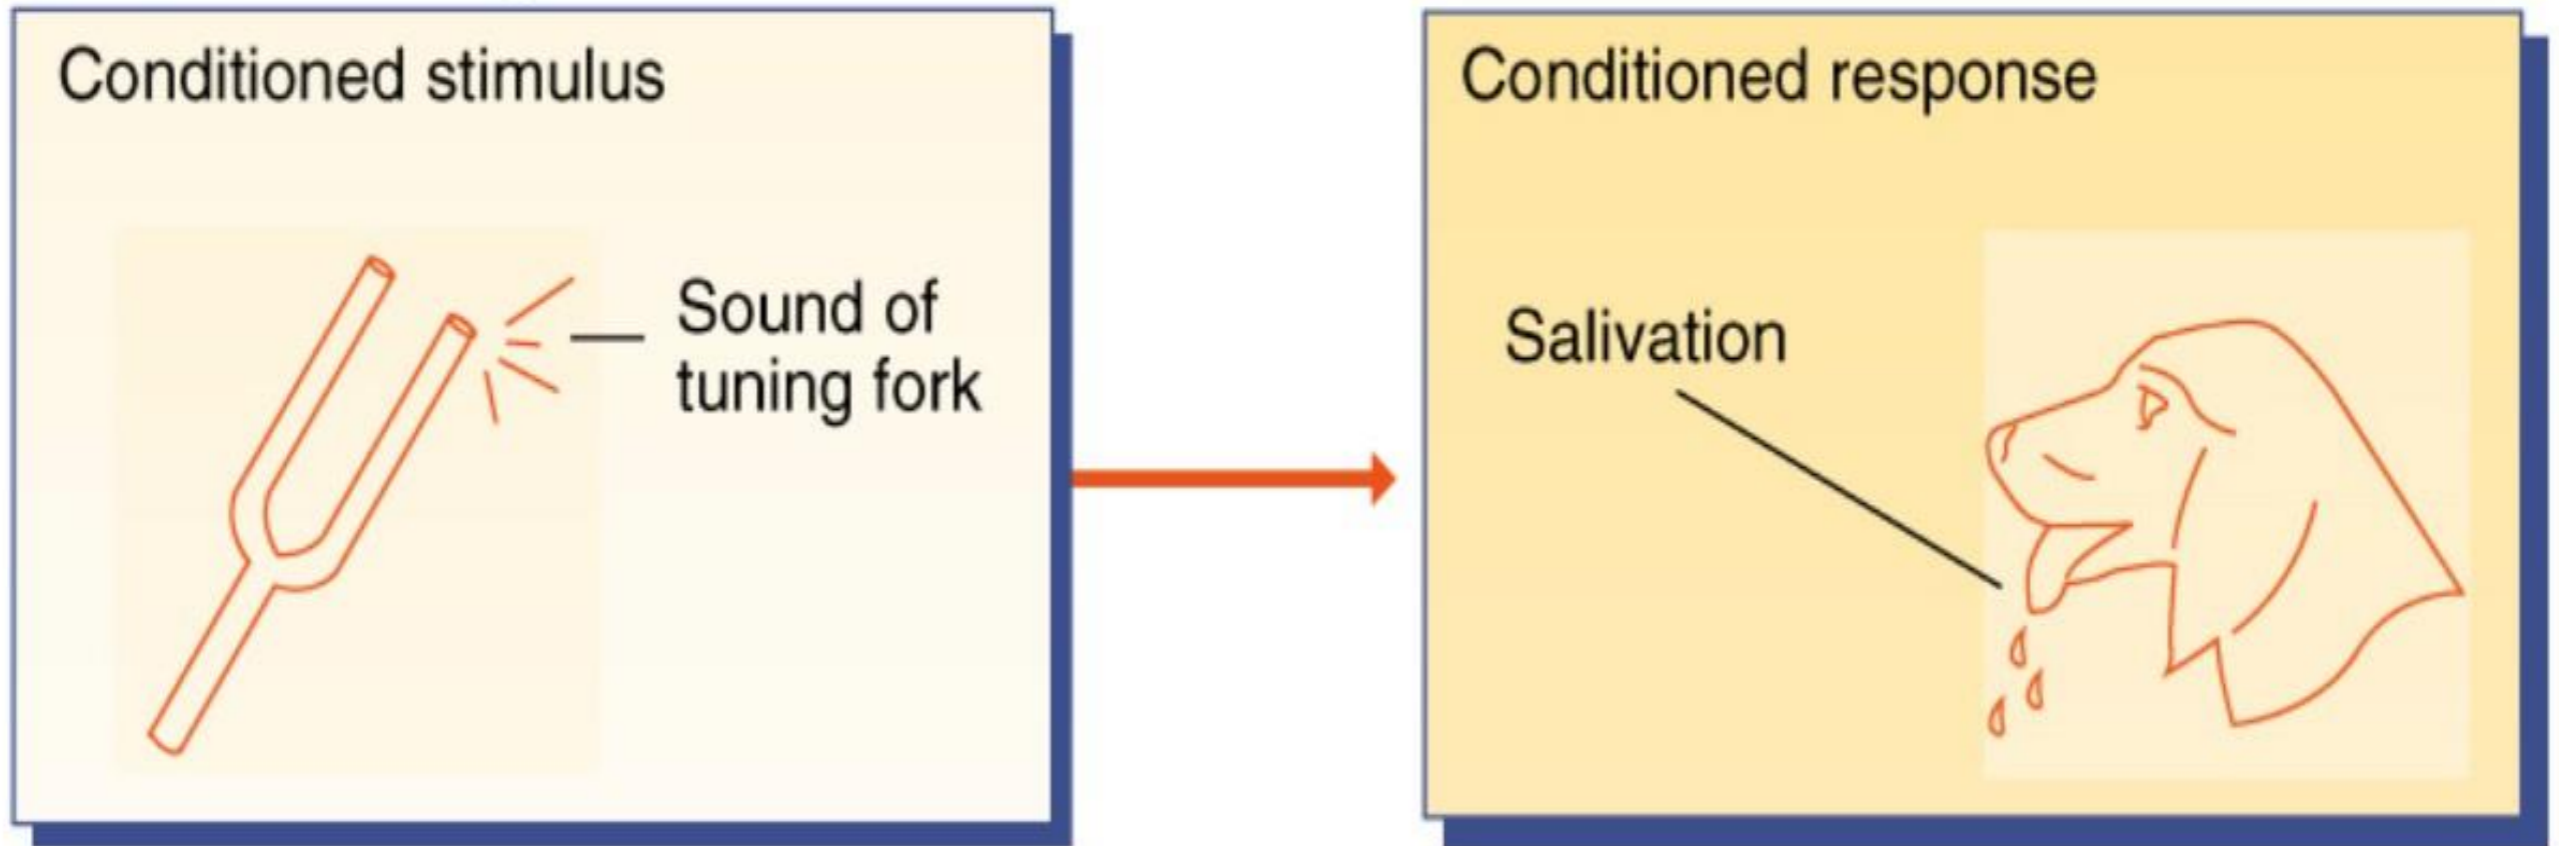 Conditioned stimulus
Sound of
tuning fork
Conditioned response
Salivation